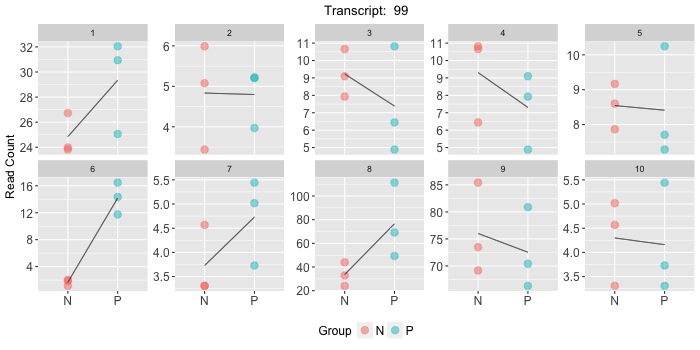 Transcript: 99
1 2 3 4 5
32 30 28 26 24
6 5 4
11 10 9 8 7 6 5
11 10 9 8 7 6 5
10 9 8
Read Count
6 7 8 9 10
16 12 8 4
5.5 5.0 4.5 4.0 3.5
100 80 60 40 20
85 80 75 70
5.5 5.0 4.5 4.0 3.5
N P N P N P N P N P
Group N P